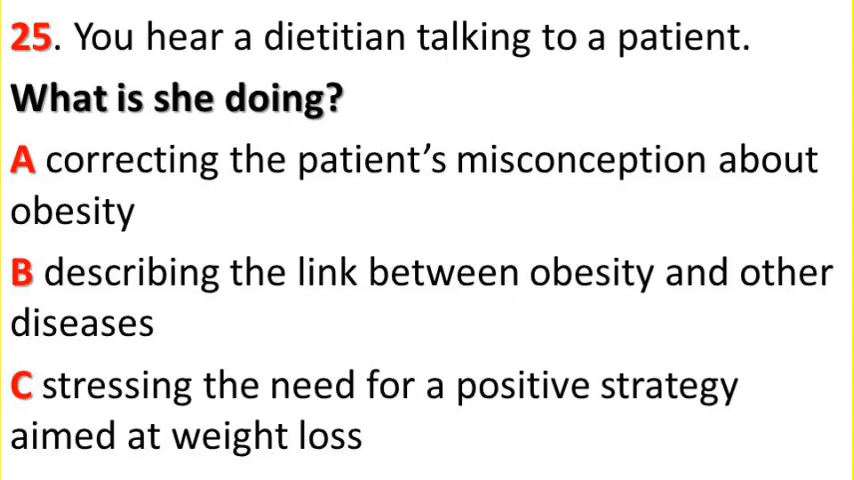 25. You hear a dietitian talking to a patient.
What is she doing?
A correcting the patient’s misconception about
obesity
B describing the link between obesity and other
diseases
C stressing the need for a positive strategy
aimed at weight loss